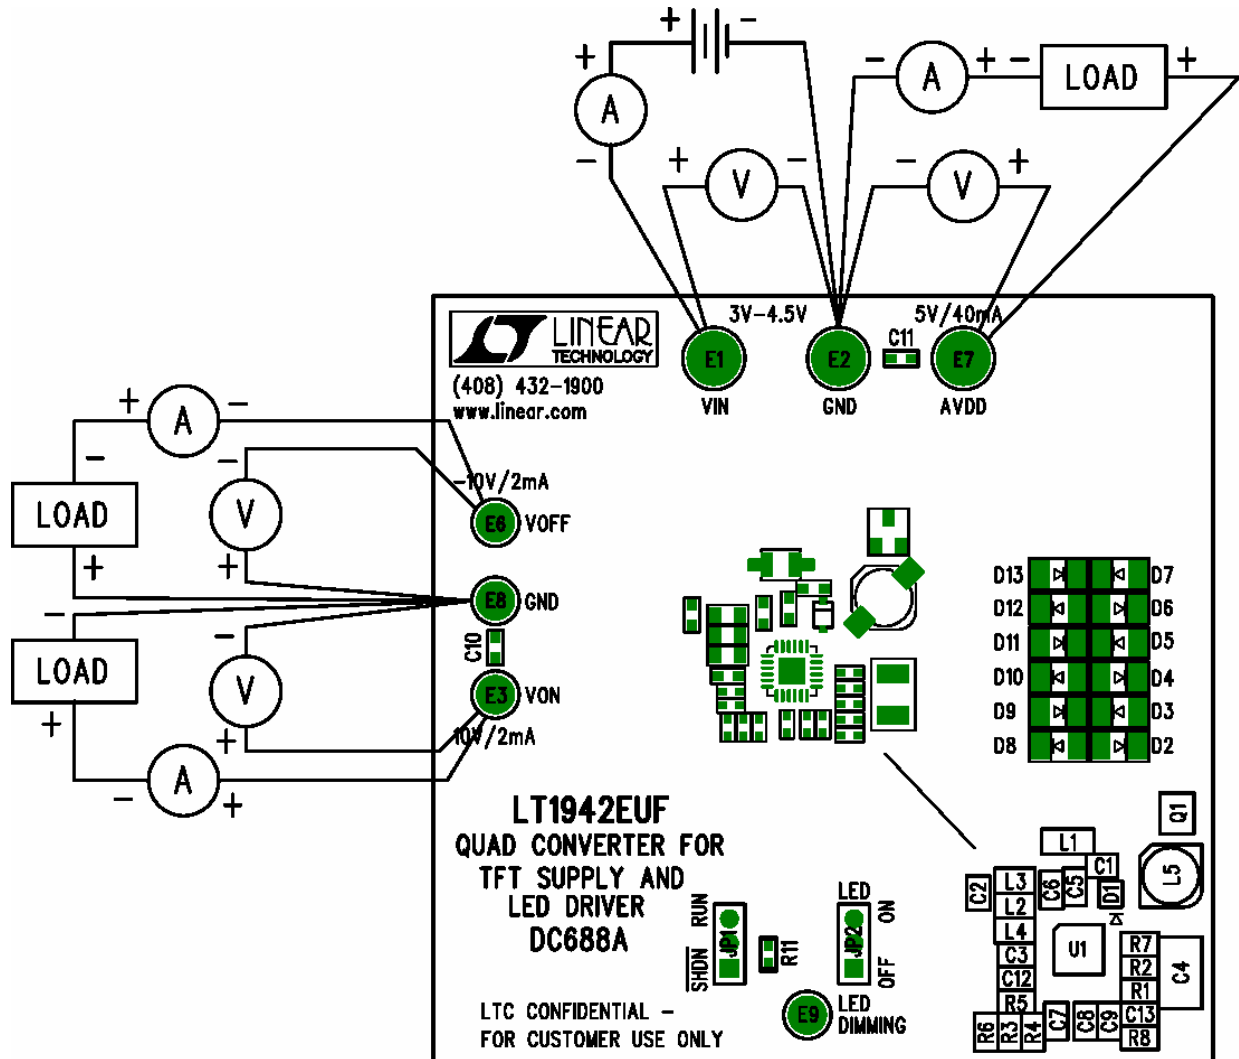 + -
+
A
-
- A + - LOAD +
+ V -
- V +
3V-4.5V
5V/40mA
LINEAR
TECHNOLOGY
(408) 432-1900
www.linear.com
E1
VIN
E2
GND
C11
E7
AVDD
+ A -
-
LOAD
+
-
V
+
-10V/2mA
E6 VOFF
E8 GND
C10
E3 VON
10V/2mA
-
LOAD
+
-
V
+
- A +
D13 D7
D12 D6
D11 D5
D10 D4
D9 D3
D8 D2
LT1942EUF
QUAD CONVERTER FOR
TFT SUPPLY AND
LED DRIVER
DC688A
RUN
JP1
SHDN
R11
LED
ON
JP2
OFF
E9
LED
DIMMING
LTC CONFIDENTIAL -
FOR CUSTOMER USE ONLY
Q1
L1
C1
L5
C2
L3
C6
C5
D1
L2
L4
U1
C3
C12
R5
R7
R2
R1
C4
R6
R3
R4
C7
C8
C9
C13
R8